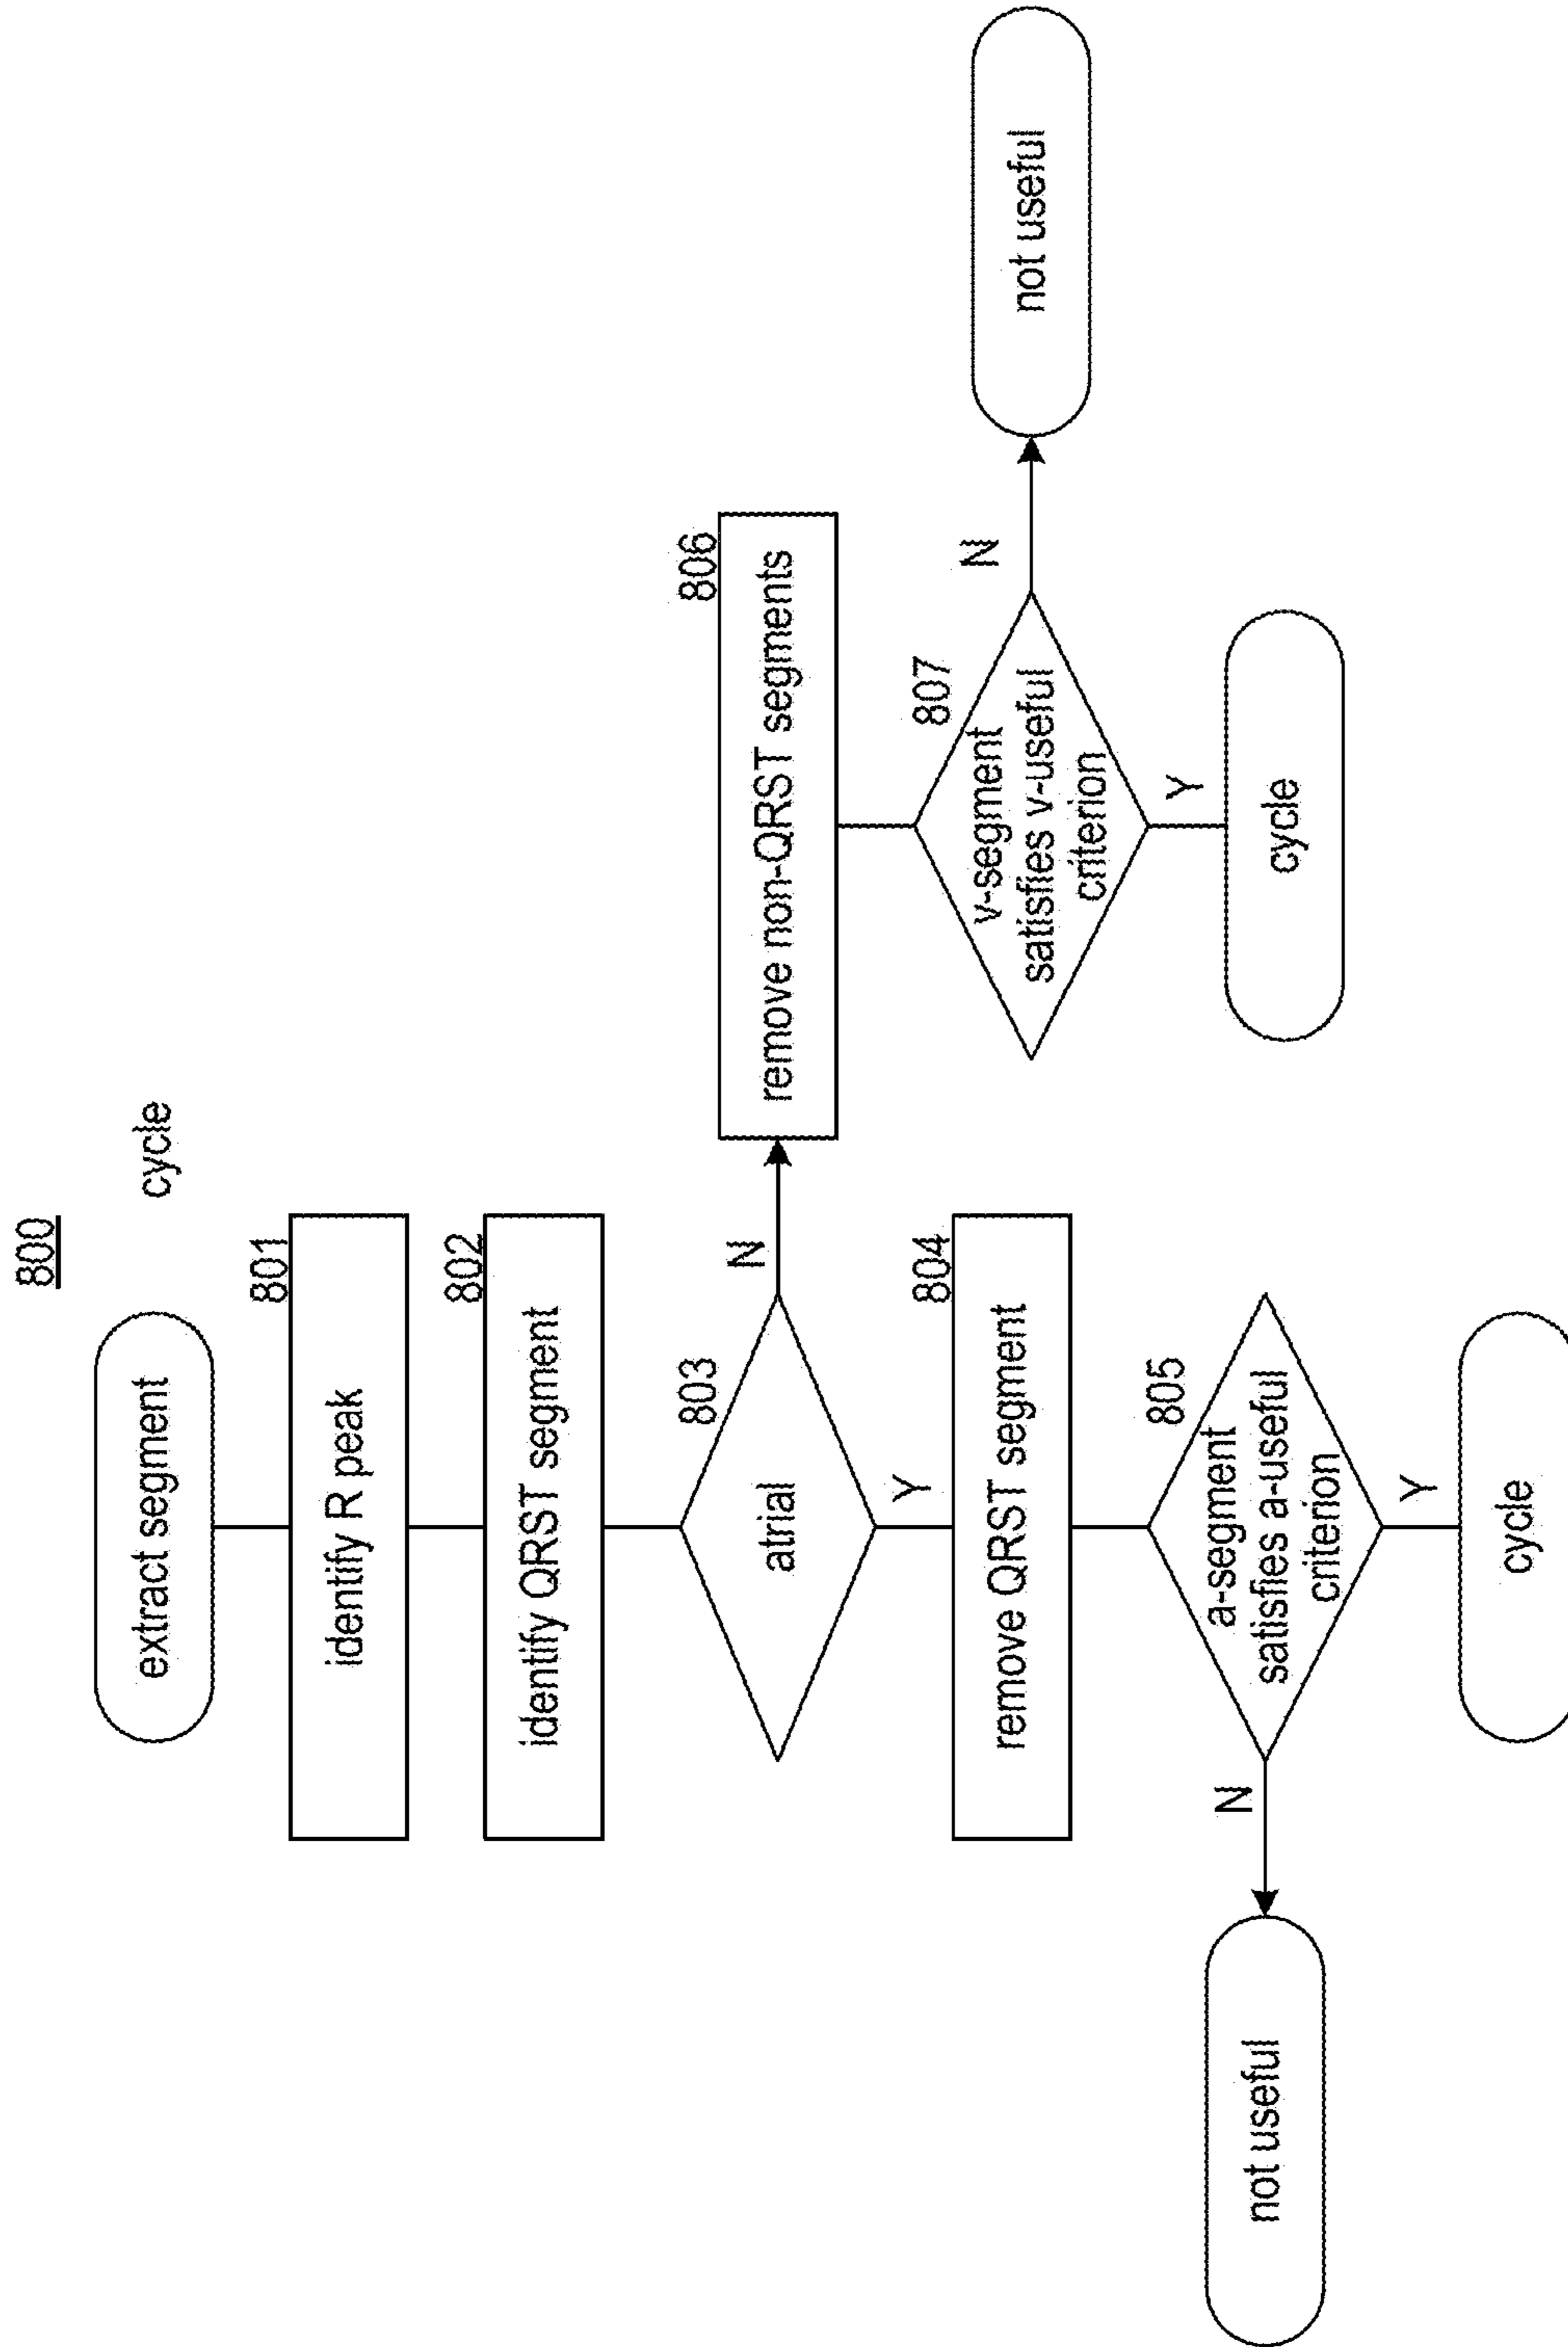 800
extract segment
cycle
801
identify R peak
802
identify QRST segment
803
atrial
N
Y
806
remove non-QRST segments
804
remove QRST segment
807
v-segment
satisfies v-useful
criterion
N
not useful
Y
cycle
805
a-segment
satisfies a-useful
criterion
N
not useful
Y
cycle